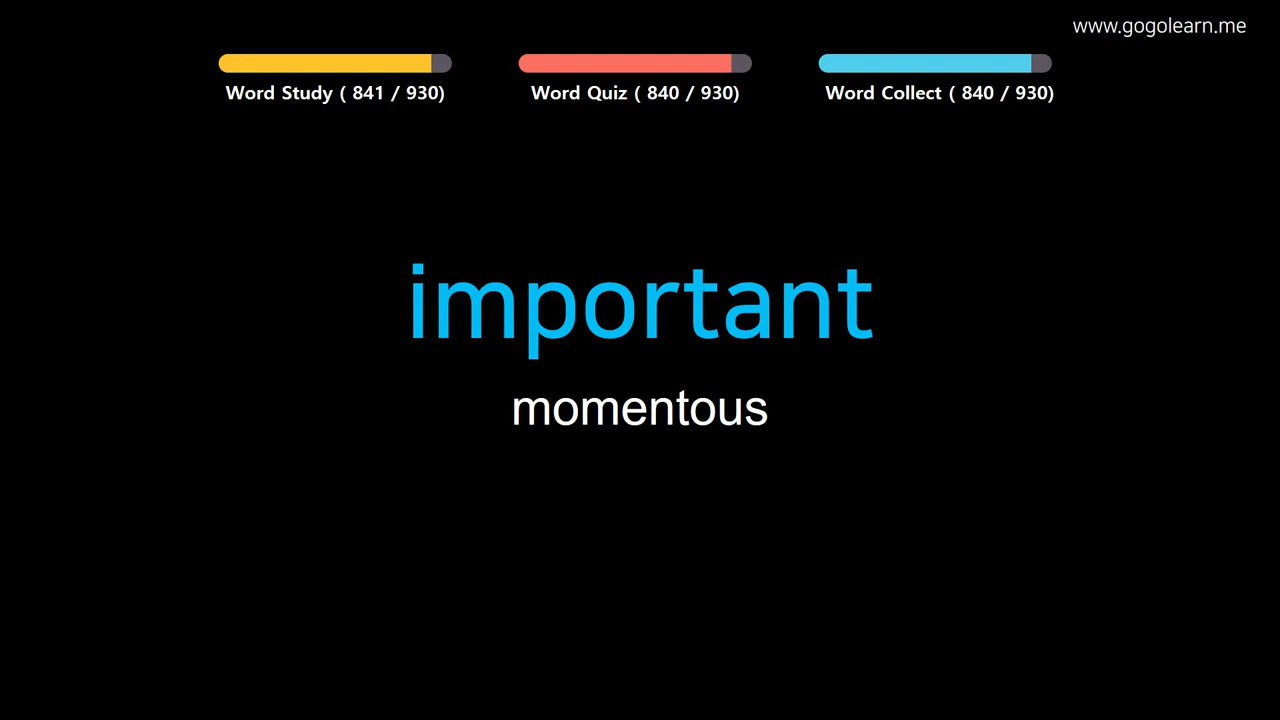 www.gogolearn.me
Word Study ( 841 / 930)
Word Quiz ( 840 / 930)
Word Collect ( 840 / 930)
important
momentous